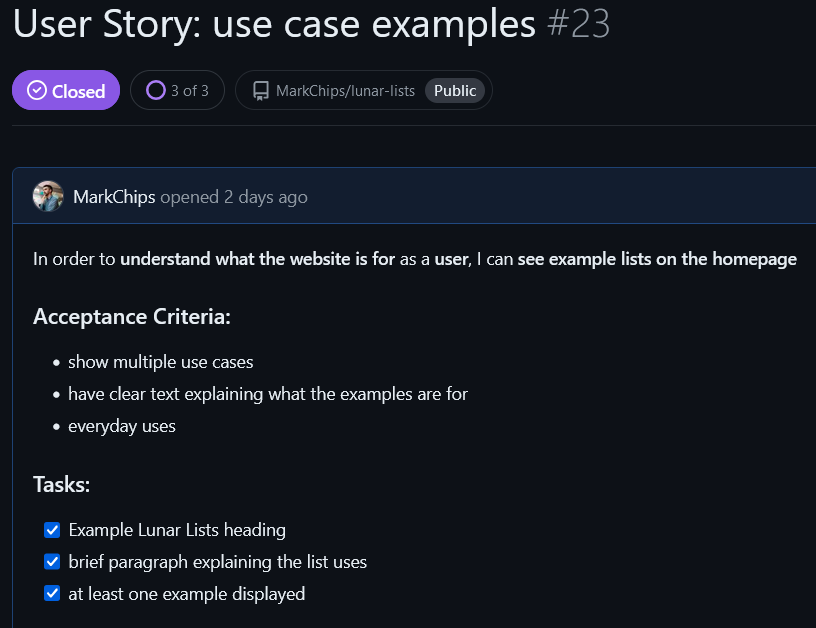 User Story: use case examples #23
Closed 3 of 3 MarkChips/lunar-lists Public
MarkChips opened 2 days ago
In order to understand what the website is for as a user, I can see example lists on the homepage
Acceptance Criteria:
• show multiple use cases
• have clear text explaining what the examples are for
• everyday uses
Tasks:
Example Lunar Lists heading
brief paragraph explaining the list uses
at least one example displayed